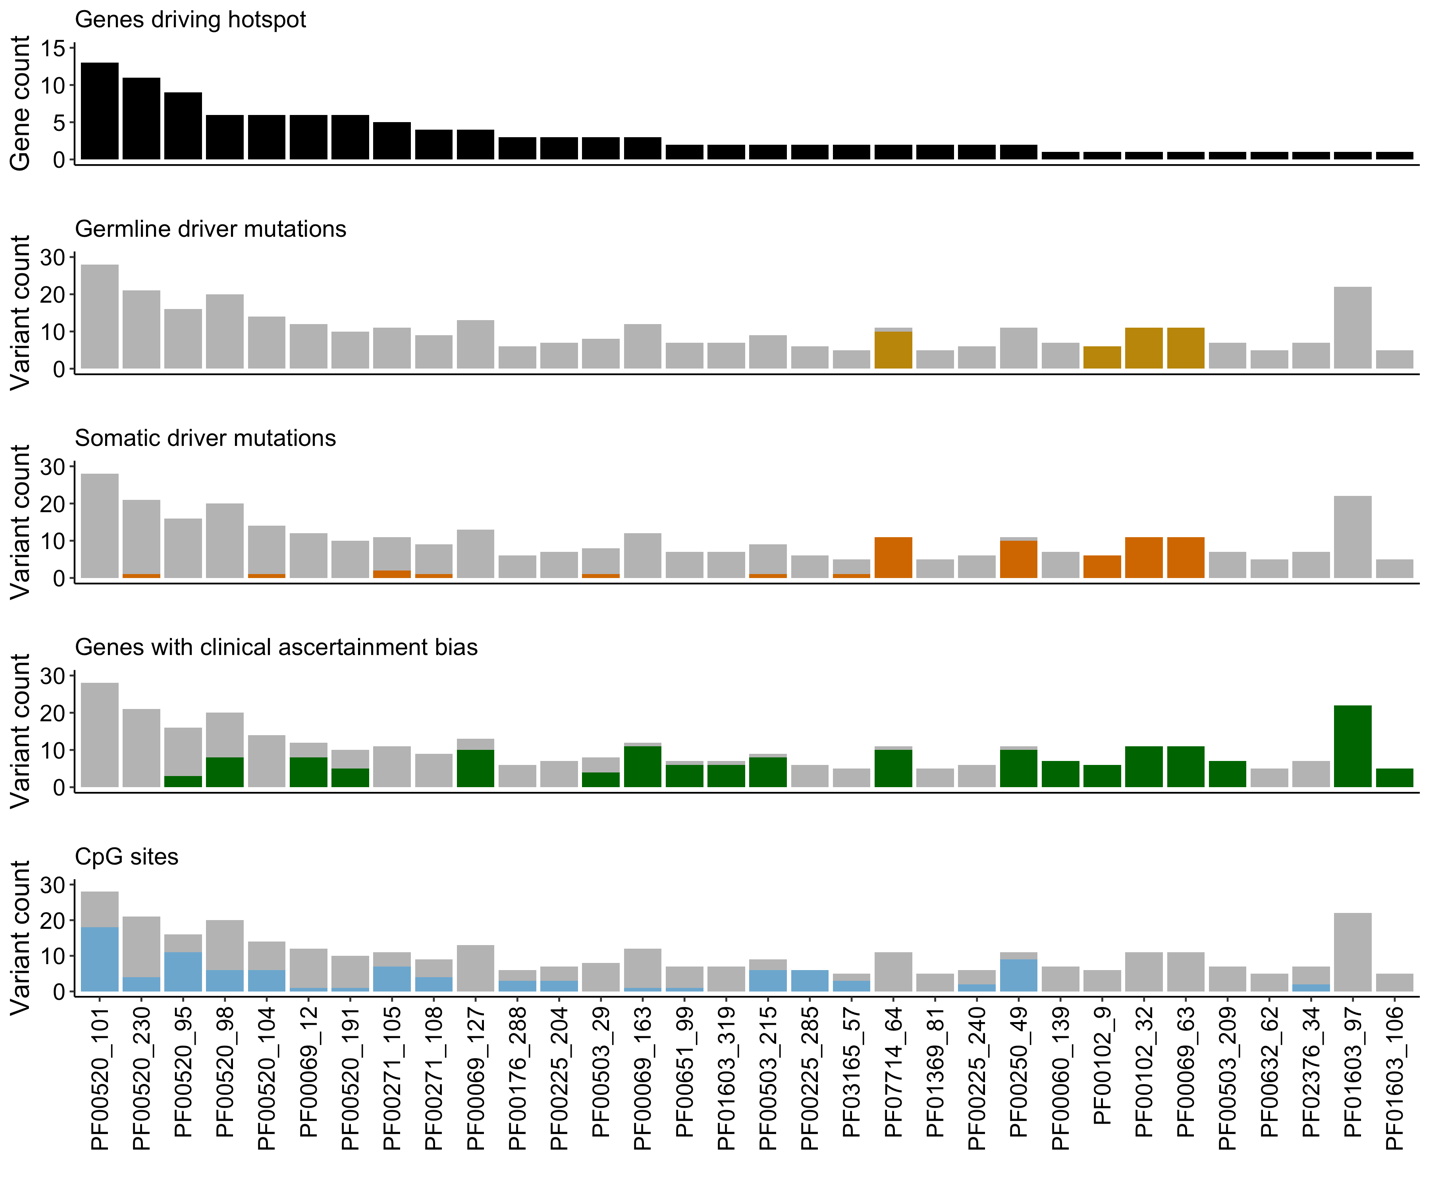 Genes driving hotspot
Gene count
15
10
5
0
Germline driver mutations
Variant count
30
20
10
0
Somatic driver mutations
Variant count
30
20
10
0
Genes with clinical ascertainment bias
Variant count
30
20
10
0
CpG sites
Variant count
30
20
10
0
PF00520_101
PF00520_230
PF00520_95
PF00520_98
PF00520_104
PF00069_12
PF00520_191
PF00271_105
PF00271_108
PF00069_127
PF00176_288
PF00225_204
PF00503_29
PF00069_163
PF00651_99
PF01603_319
PF00503_215
PF00225_285
PF03165_57
PF07714_64
PF01369_81
PF00225_240
PF00250_49
PF00060_139
PF00102_9
PF00102_32
PF00069_63
PF00503_209
PF00632_62
PF02376_34
PF01603_97
PF01603_106